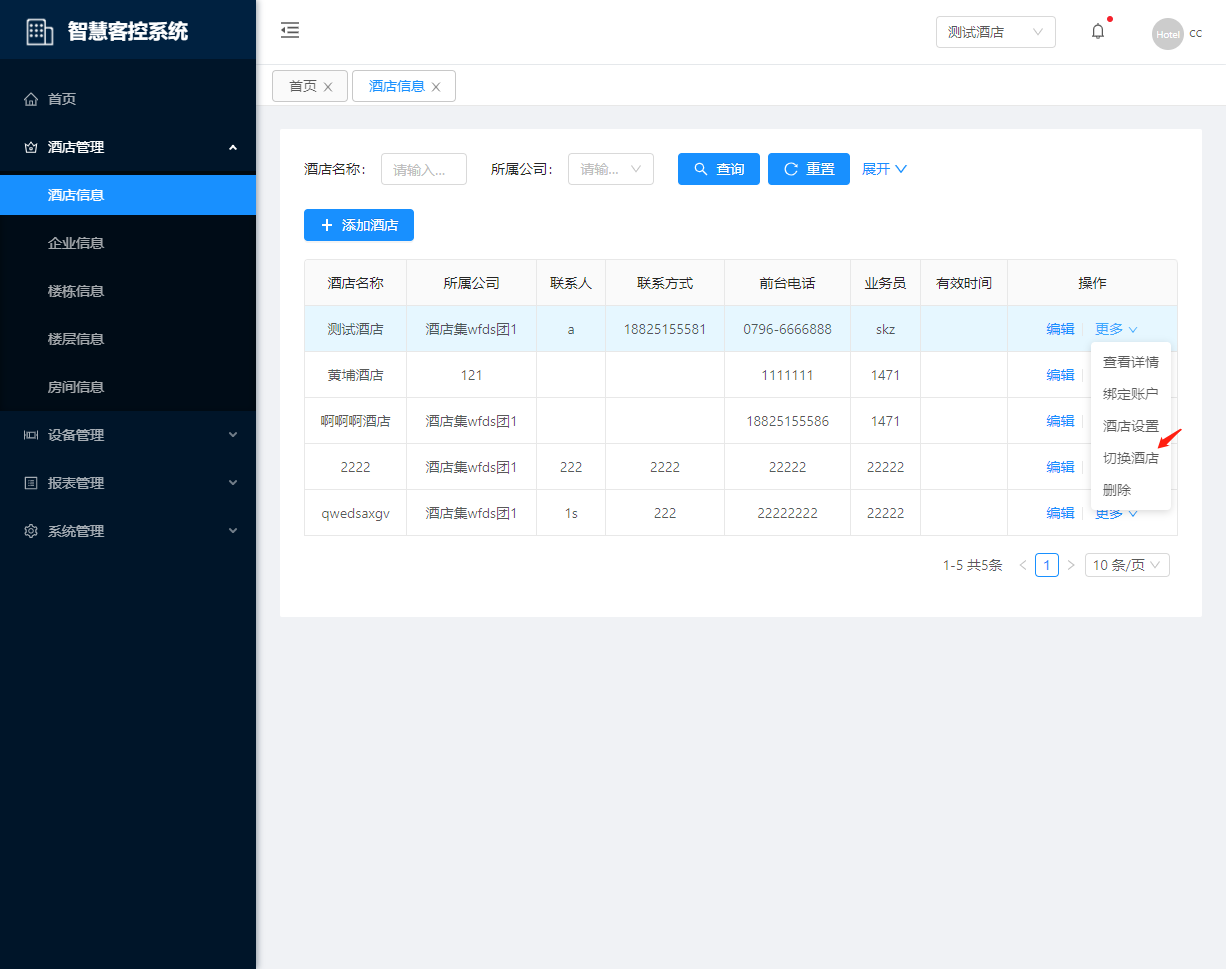 智慧客控系统
测试酒店
Hotel cc
首页
酒店信息
首页
酒店管理
酒店信息
企业信息
楼栋信息
楼层信息
房间信息
设备管理
报表管理
系统管理
酒店名称： 请输入... 所属公司： 请输... 查询 重置 展开
添加酒店
酒店名称 所属公司 联系人 联系方式 前台电话 业务员 有效时间 操作
测试酒店 酒店集wfds团1 a 18825155581 0796-6666888 skz 编辑 更多
黄埔酒店 121 1111111 1471 编辑
啊啊啊酒店 酒店集wfds团1 18825155586 1471 编辑
2222 酒店集wfds团1 222 2222 22222 22222 编辑
qwedsaxgv 酒店集wfds团1 1s 222 22222222 22222 编辑 更多
查看详情
绑定账户
酒店设置
切换酒店
删除
1-5 共5条 1 10 条/页